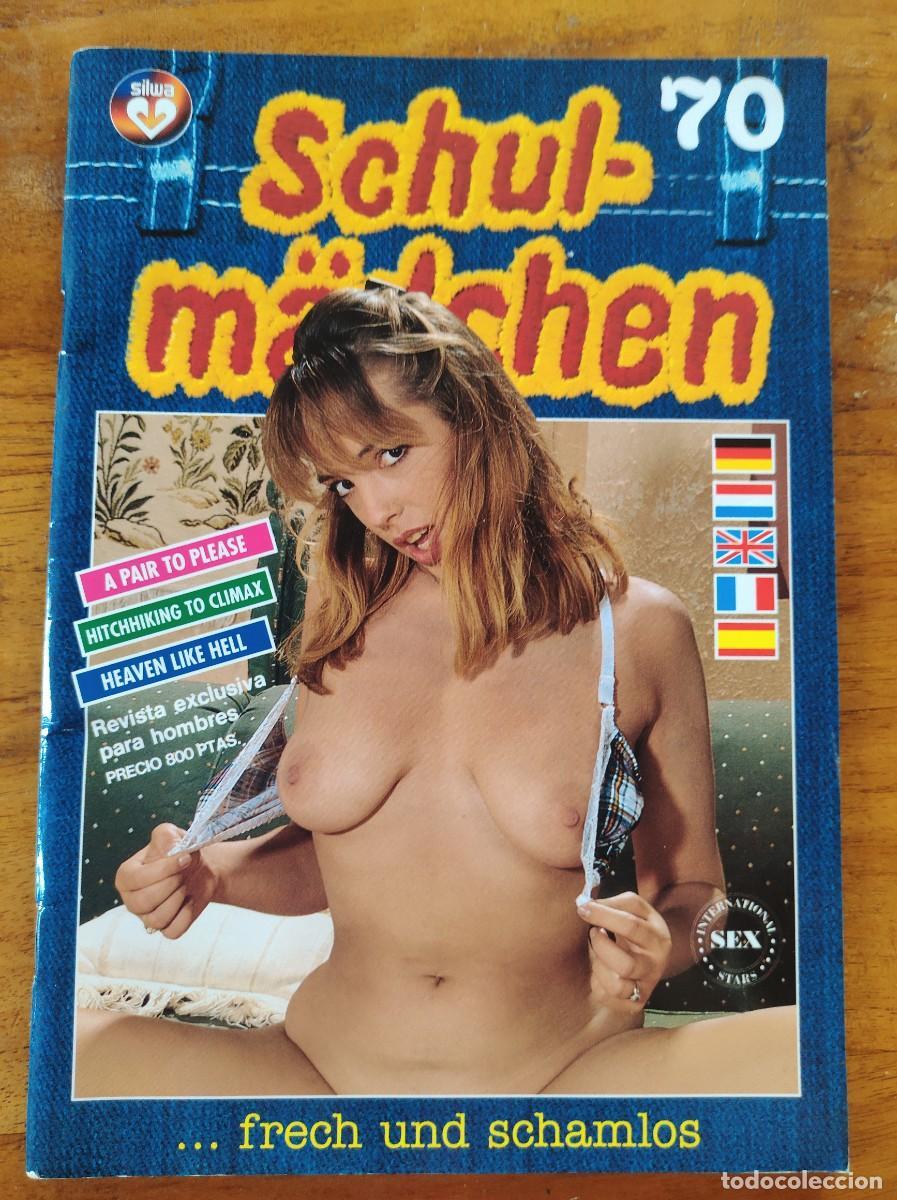 silwa
70
Schul-
mädchen
A PAIR TO PLEASE
HITCHHIKING TO CLIMAX
HEAVEN LIKE HELL
Revista exclusiva
para hombres
PRECIO 800 PTAS.
INTERNATIONAL
SEX
STARS
... frech und schamlos
todocoleccion